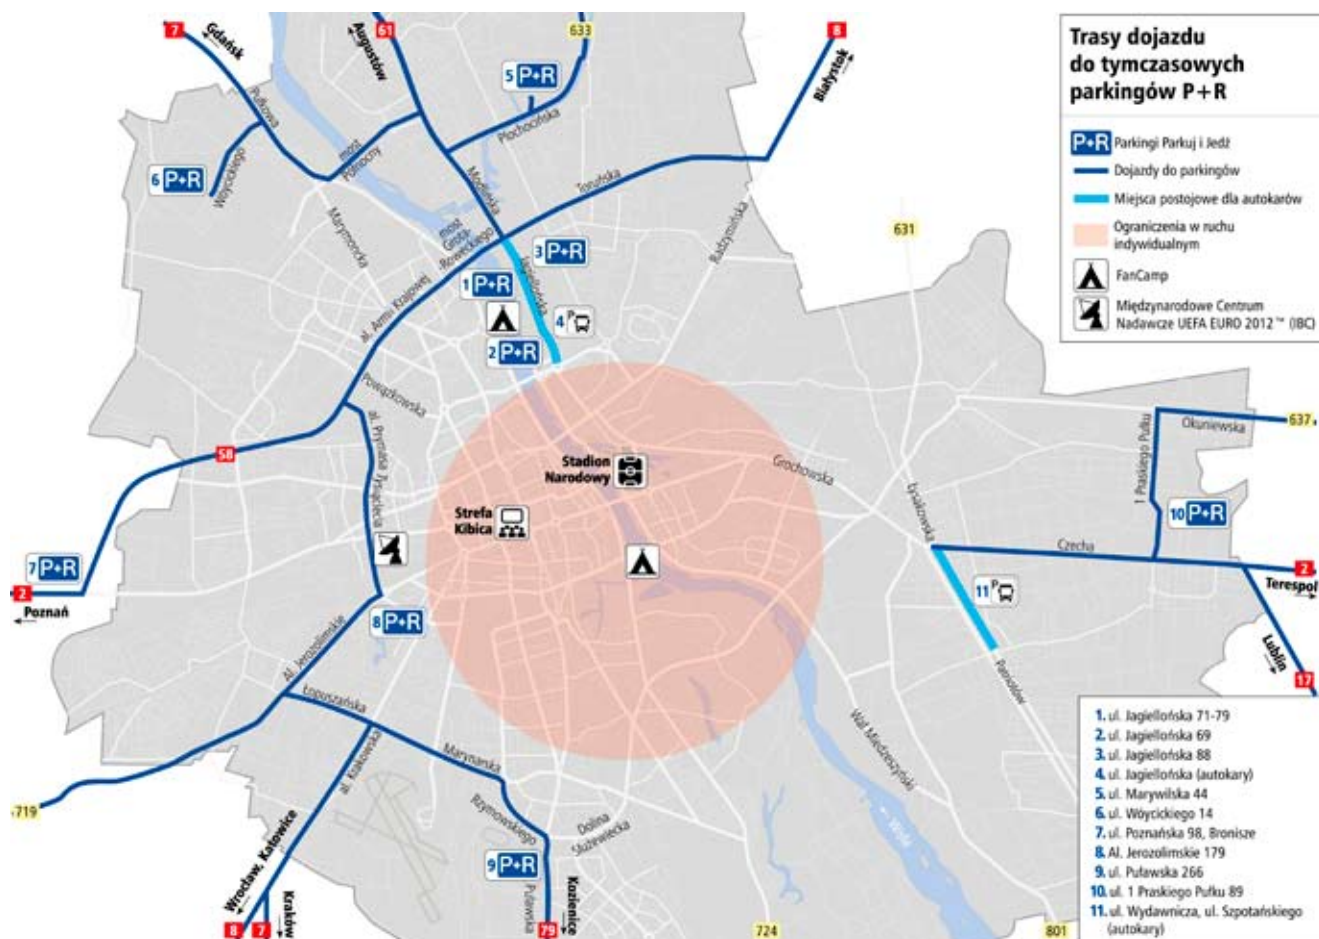 Trasy dojazdu
do tymczasowych
parkingów P+R
P+R Parkingi Parkuj i Jedź
Dojazdy do parkingów
Miejsca postojowe dla autokarów
Ograniczenia w ruchu
indywidualnym
FanCamp
Międzynarodowe Centrum
Nadawcze UEFA EURO 2012™ (IBC)
7
Gdańsk
61
Augustów
633
8
Białystok
5 P+R
Płochocińska
Pułkowa
6 P+R
Wóycickiego
most
Północny
Modlińska
Toruńska
Marymoncka
most
Grota-
Roweckiego
3 P+R
Jagiellońska
1 P+R
4 P
2 P+R
Radzymińska
631
al. Armii Krajowej
Powązkowska
al. Prymasa Tysiąclecia
S8
Stadion
Narodowy
Strefa
Kibica
Grochowska
Łysakowska
1 Praskiego Pułku
Okuniewska
637
10 P+R
Czecha
2
Terespol
Lublin
17
11 P
Patriotów
7 P+R
2
Poznań
8 P+R
Al. Jerozolimskie
Łopuszańska
al. Krakowska
Marynarska
Rzymowskiego
Dolina
Służewiecka
Wał Miedzeszyński
Wisła
719
Wrocław, Katowice
8
7
Kraków
9 P+R
Puławska
79
Kozienice
724
801
1. ul. Jagiellońska 71-79
2. ul. Jagiellońska 69
3. ul. Jagiellońska 88
4. ul. Jagiellońska (autokary)
5. ul. Marywilska 44
6. ul. Wóycickiego 14
7. ul. Poznańska 98, Bronisze
8. Al. Jerozolimskie 179
9. ul. Puławska 266
10. ul. 1 Praskiego Pułku 89
11. ul. Wydawnicza, ul. Szpotańskiego
(autokary)